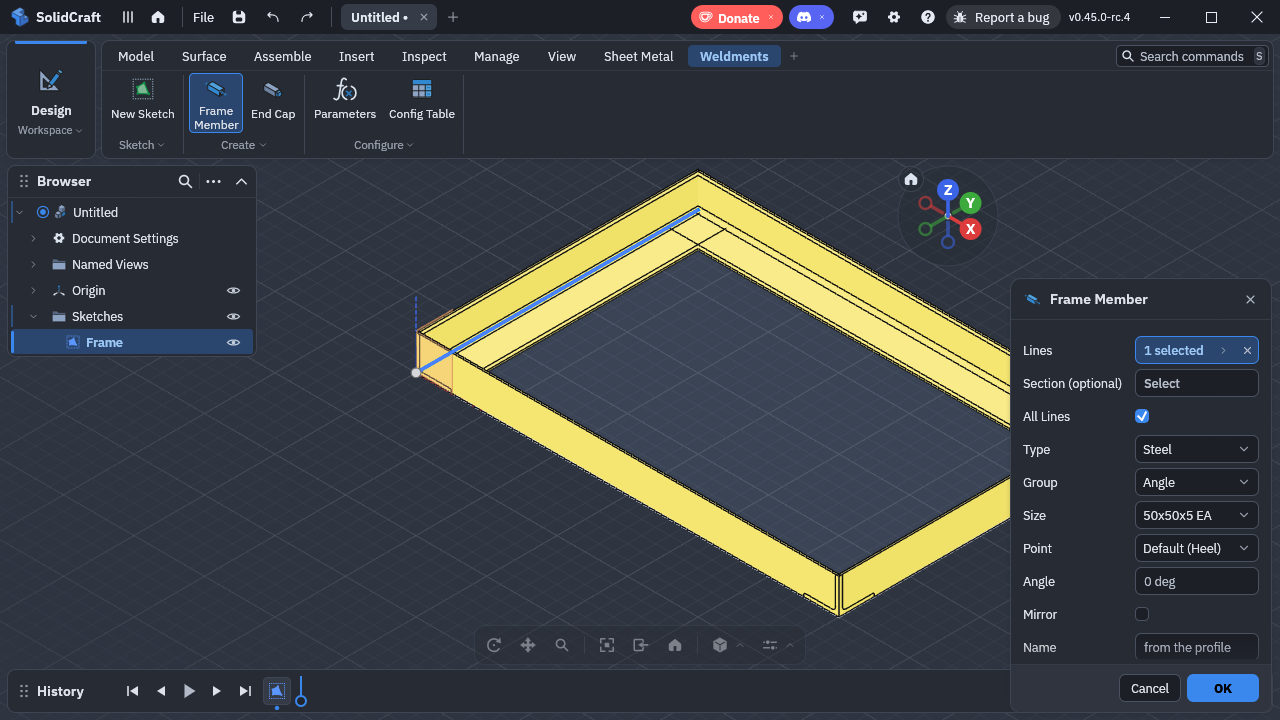 SolidCraft
File
Untitled •
Donate
Report a bug
v0.45.0-rc.4
Design
Workspace
Model
Surface
Assemble
Insert
Inspect
Manage
View
Sheet Metal
Weldments
Search commands
S
New Sketch
Frame
Member
End Cap
Parameters
Config Table
Sketch
Create
Configure
Browser
Untitled
Document Settings
Named Views
Origin
Sketches
Frame
Z
Y
X
Frame Member
Lines
1 selected
Section (optional)
Select
All Lines
Type
Steel
Group
Angle
Size
50x50x5 EA
Point
Default (Heel)
Angle
0 deg
Mirror
Name
from the profile
Cancel
OK
History